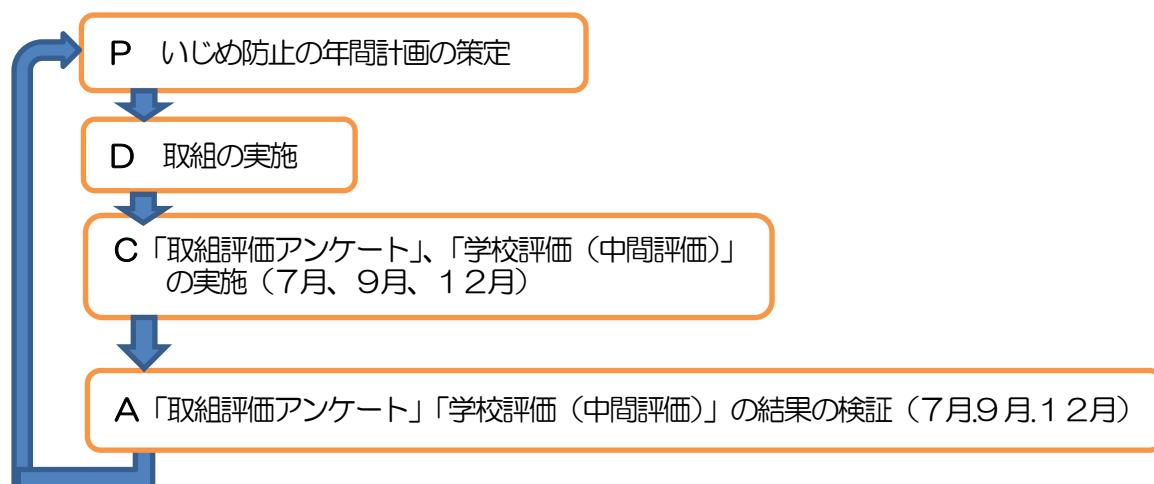 P　いじめ防止の年間計画の策定
D　取組の実施
C「取組評価アンケート」、「学校評価（中間評価）」
の実施（７月、９月、１２月）
A「取組評価アンケート」「学校評価（中間評価）」の結果の検証（７月.９月.１２月）